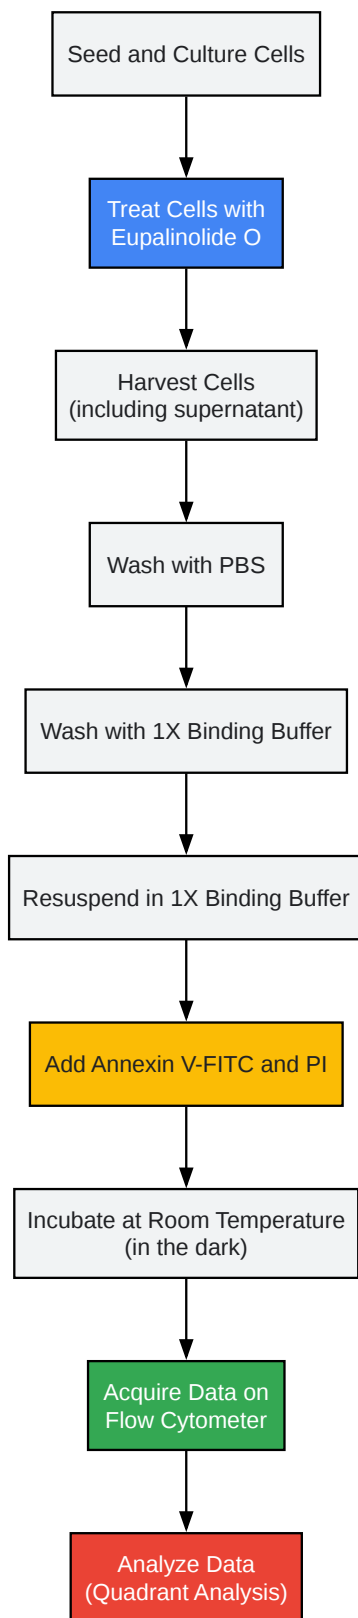 Seed and Culture Cells
Treat Cells with
Eupalinolide O
Harvest Cells
(including supernatant)
Wash with PBS
Wash with 1X Binding Buffer
Resuspend in 1X Binding Buffer
Add Annexin V-FITC and PI
Incubate at Room Temperature
(in the dark)
Acquire Data on
Flow Cytometer
Analyze Data
(Quadrant Analysis)